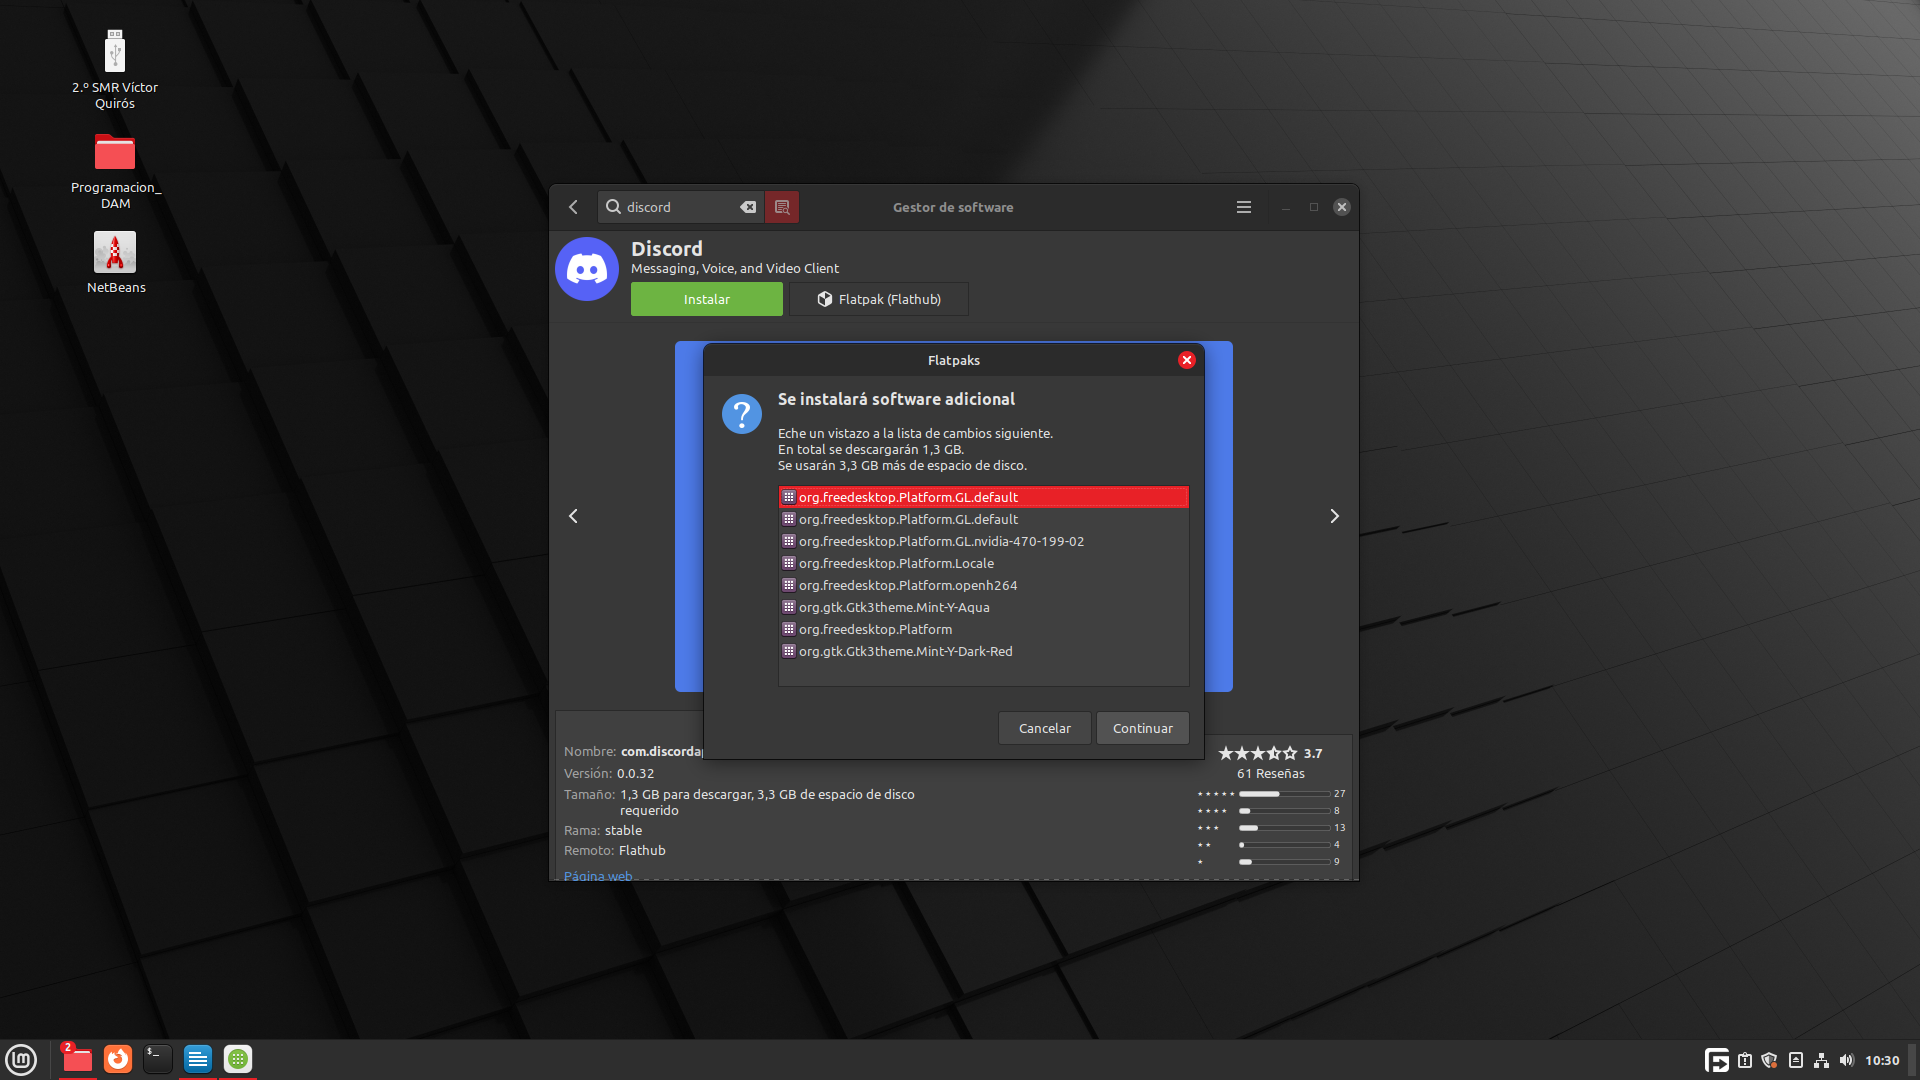 2.º SMR Víctor
Quirós
Programacion_
DAM
NetBeans
discord
Gestor de software
Discord
Messaging, Voice, and Video Client
Instalar
Flatpak (Flathub)
Flatpaks
Se instalará software adicional
Eche un vistazo a la lista de cambios siguiente.
En total se descargarán 1,3 GB.
Se usarán 3,3 GB más de espacio de disco.
org.freedesktop.Platform.GL.default
org.freedesktop.Platform.GL.default
org.freedesktop.Platform.GL.nvidia-470-199-02
org.freedesktop.Platform.Locale
org.freedesktop.Platform.openh264
org.gtk.Gtk3theme.Mint-Y-Aqua
org.freedesktop.Platform
org.gtk.Gtk3theme.Mint-Y-Dark-Red
Cancelar
Continuar
Nombre: com.discordap
Versión: 0.0.32
Tamaño: 1,3 GB para descargar, 3,3 GB de espacio de disco
requerido
Rama: stable
Remoto: Flathub
Página web
3.7
61 Reseñas
27
8
13
4
9
2
10:30